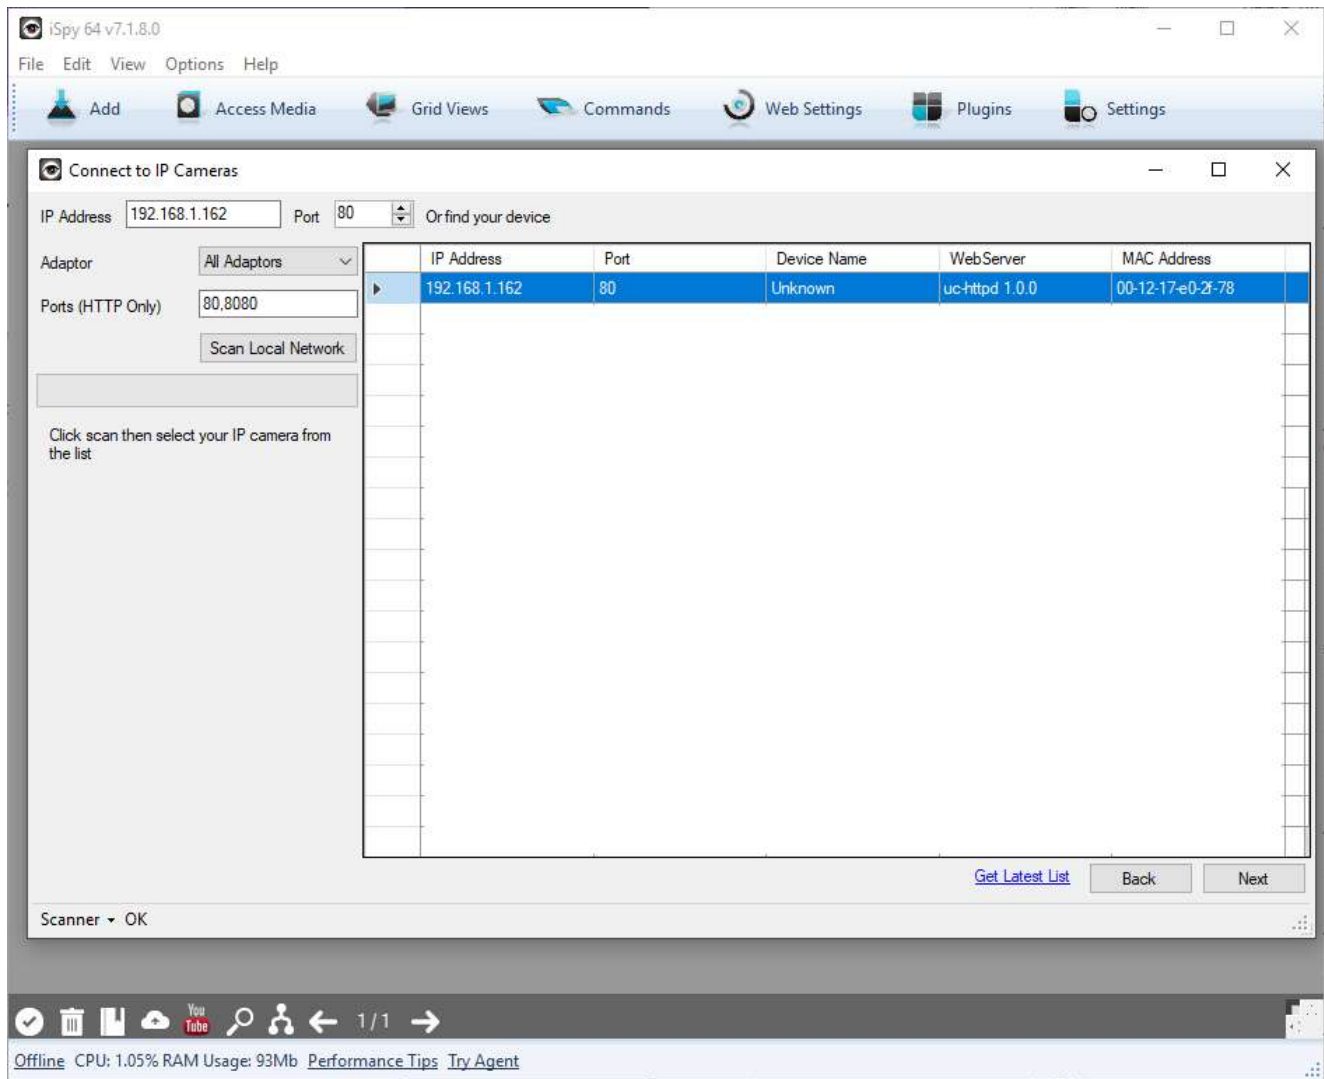 iSpy 64 v7.1.8.0
File Edit View Options Help
Add Access Media Grid Views Commands Web Settings Plugins Settings
Connect to IP Cameras
IP Address 192.168.1.162 Port 80 Or find your device
Adaptor All Adaptors
Ports (HTTP Only) 80,8080
Scan Local Network
Click scan then select your IP camera from
the list
IP Address Port Device Name WebServer MAC Address
192.168.1.162 80 Unknown uc-httpd 1.0.0 00-12-17-e0-2f-78
Get Latest List Back Next
Scanner OK
You
Tube
1/1
Offline CPU: 1.05% RAM Usage: 93Mb Performance Tips Try Agent